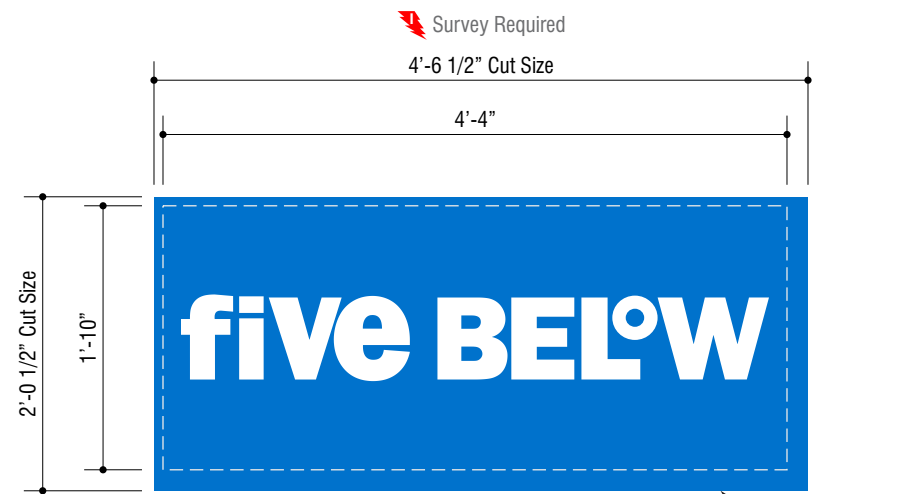 Survey Required
4’-6 1/2” Cut Size
4’-4”
2’-0 1/2” Cut Size
1’-10”
fiVe BELoW